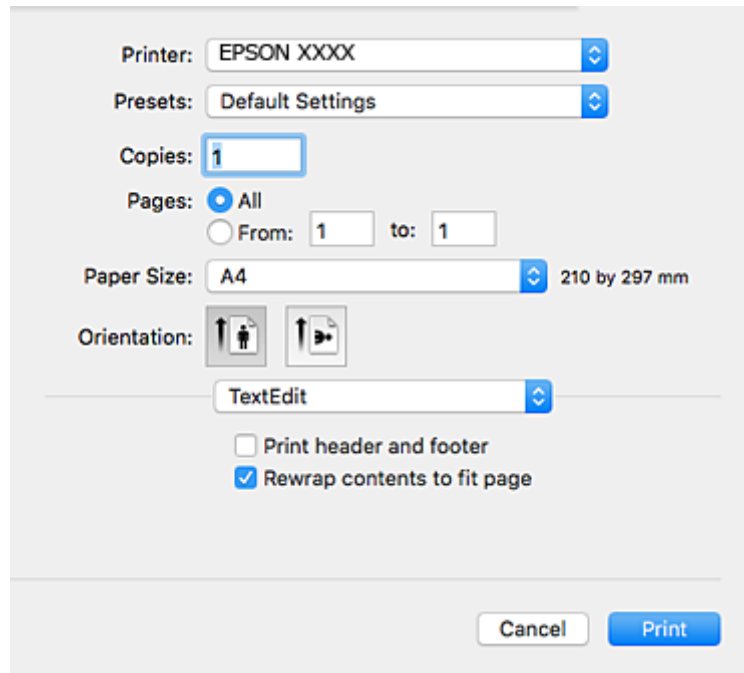 Printer: EPSON XXXX
Presets: Default Settings
Copies: 1
Pages: All
From: 1 to: 1
Paper Size: A4 210 by 297 mm
Orientation:
TextEdit
Print header and footer
Rewrap contents to fit page
Cancel Print